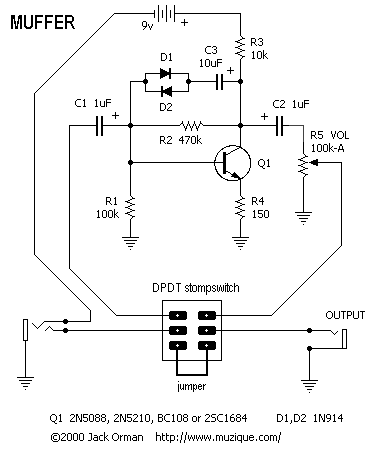 MUFFER
9v
+
R3
10k
D1
C3
10uF
+
D2
C1 1uF
+
R2 470k
+
C2 1uF
R5 VOL
100k-A
Q1
R1
100k
R4
150
DPDT stompswitch
OUTPUT
jumper
Q1 2N5088, 2N5210, BC108 or 2SC1684 D1,D2 1N914
©2000 Jack Orman http://www.muzique.com/